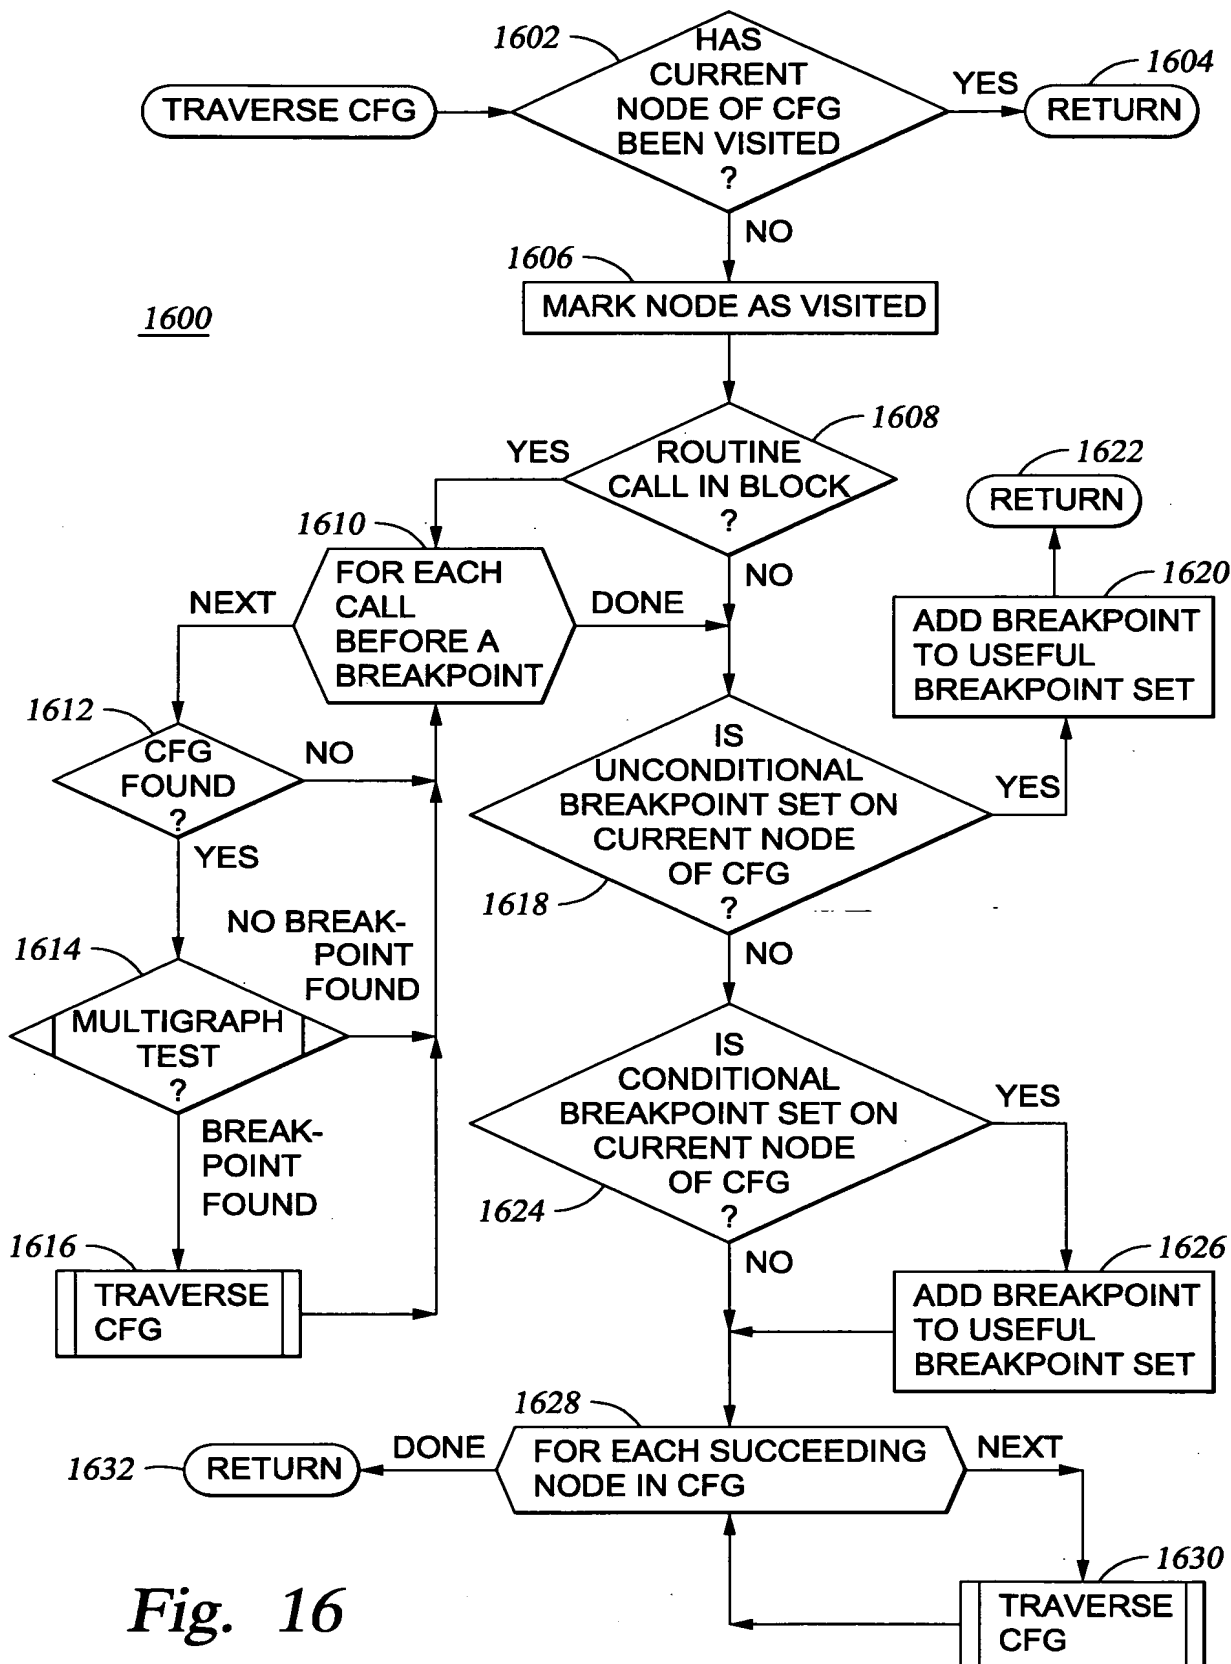 1602
HAS
CURRENT
NODE OF CFG
BEEN VISITED
?
TRAVERSE CFG
YES
1604
RETURN
NO
1606
MARK NODE AS VISITED
1600
1608
ROUTINE
CALL IN BLOCK
?
YES
NO
1610
FOR EACH
CALL
BEFORE A
BREAKPOINT
NEXT
DONE
1622
RETURN
1620
ADD BREAKPOINT
TO USEFUL
BREAKPOINT SET
1612
CFG
FOUND
?
NO
YES
IS
UNCONDITIONAL
BREAKPOINT SET ON
CURRENT NODE
OF CFG
?
1618
YES
NO
1614
MULTIGRAPH
TEST
?
NO BREAK-
POINT
FOUND
BREAK-
POINT
FOUND
IS
CONDITIONAL
BREAKPOINT SET ON
CURRENT NODE
OF CFG
?
1624
YES
NO
1616
TRAVERSE
CFG
1626
ADD BREAKPOINT
TO USEFUL
BREAKPOINT SET
1628
FOR EACH SUCCEEDING
NODE IN CFG
DONE
1632
RETURN
NEXT
1630
TRAVERSE
CFG
Fig. 16